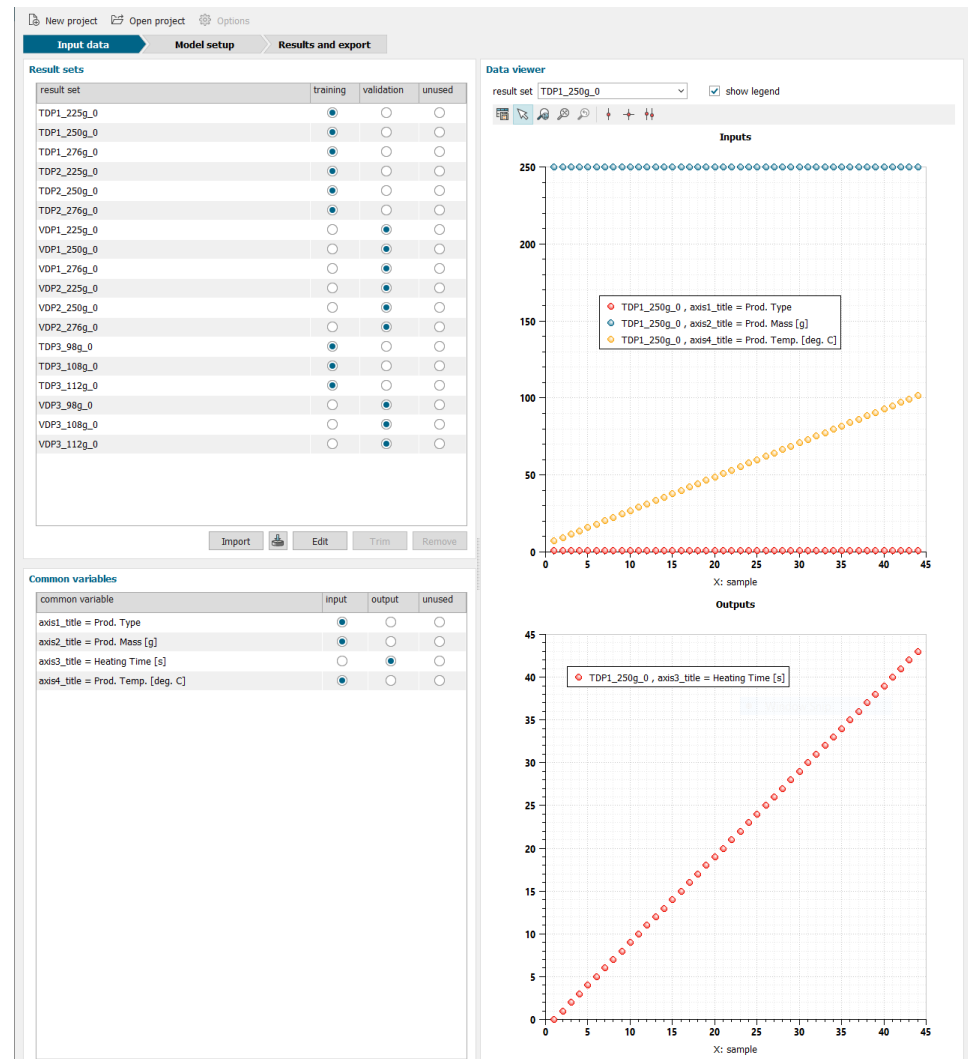 New project Open project Options
Input data Model setup Results and export
Result sets
result set training validation unused
TDP1_225g_0
TDP1_250g_0
TDP1_276g_0
TDP2_225g_0
TDP2_250g_0
TDP2_276g_0
VDP1_225g_0
VDP1_250g_0
VDP1_276g_0
VDP2_225g_0
VDP2_250g_0
VDP2_276g_0
TDP3_98g_0
TDP3_108g_0
TDP3_112g_0
VDP3_98g_0
VDP3_108g_0
VDP3_112g_0
Import Edit Trim Remove
Common variables
common variable input output unused
axis1_title = Prod. Type
axis2_title = Prod. Mass [g]
axis3_title = Heating Time [s]
axis4_title = Prod. Temp. [deg. C]
Data viewer
result set TDP1_250g_0 show legend
Inputs
250
200
150
100
50
0
TDP1_250g_0 , axis1_title = Prod. Type
TDP1_250g_0 , axis2_title = Prod. Mass [g]
TDP1_250g_0 , axis4_title = Prod. Temp. [deg. C]
0 5 10 15 20 25 30 35 40 45
X: sample
Outputs
45
40
35
30
25
20
15
10
5
0
TDP1_250g_0 , axis3_title = Heating Time [s]
0 5 10 15 20 25 30 35 40 45
X: sample